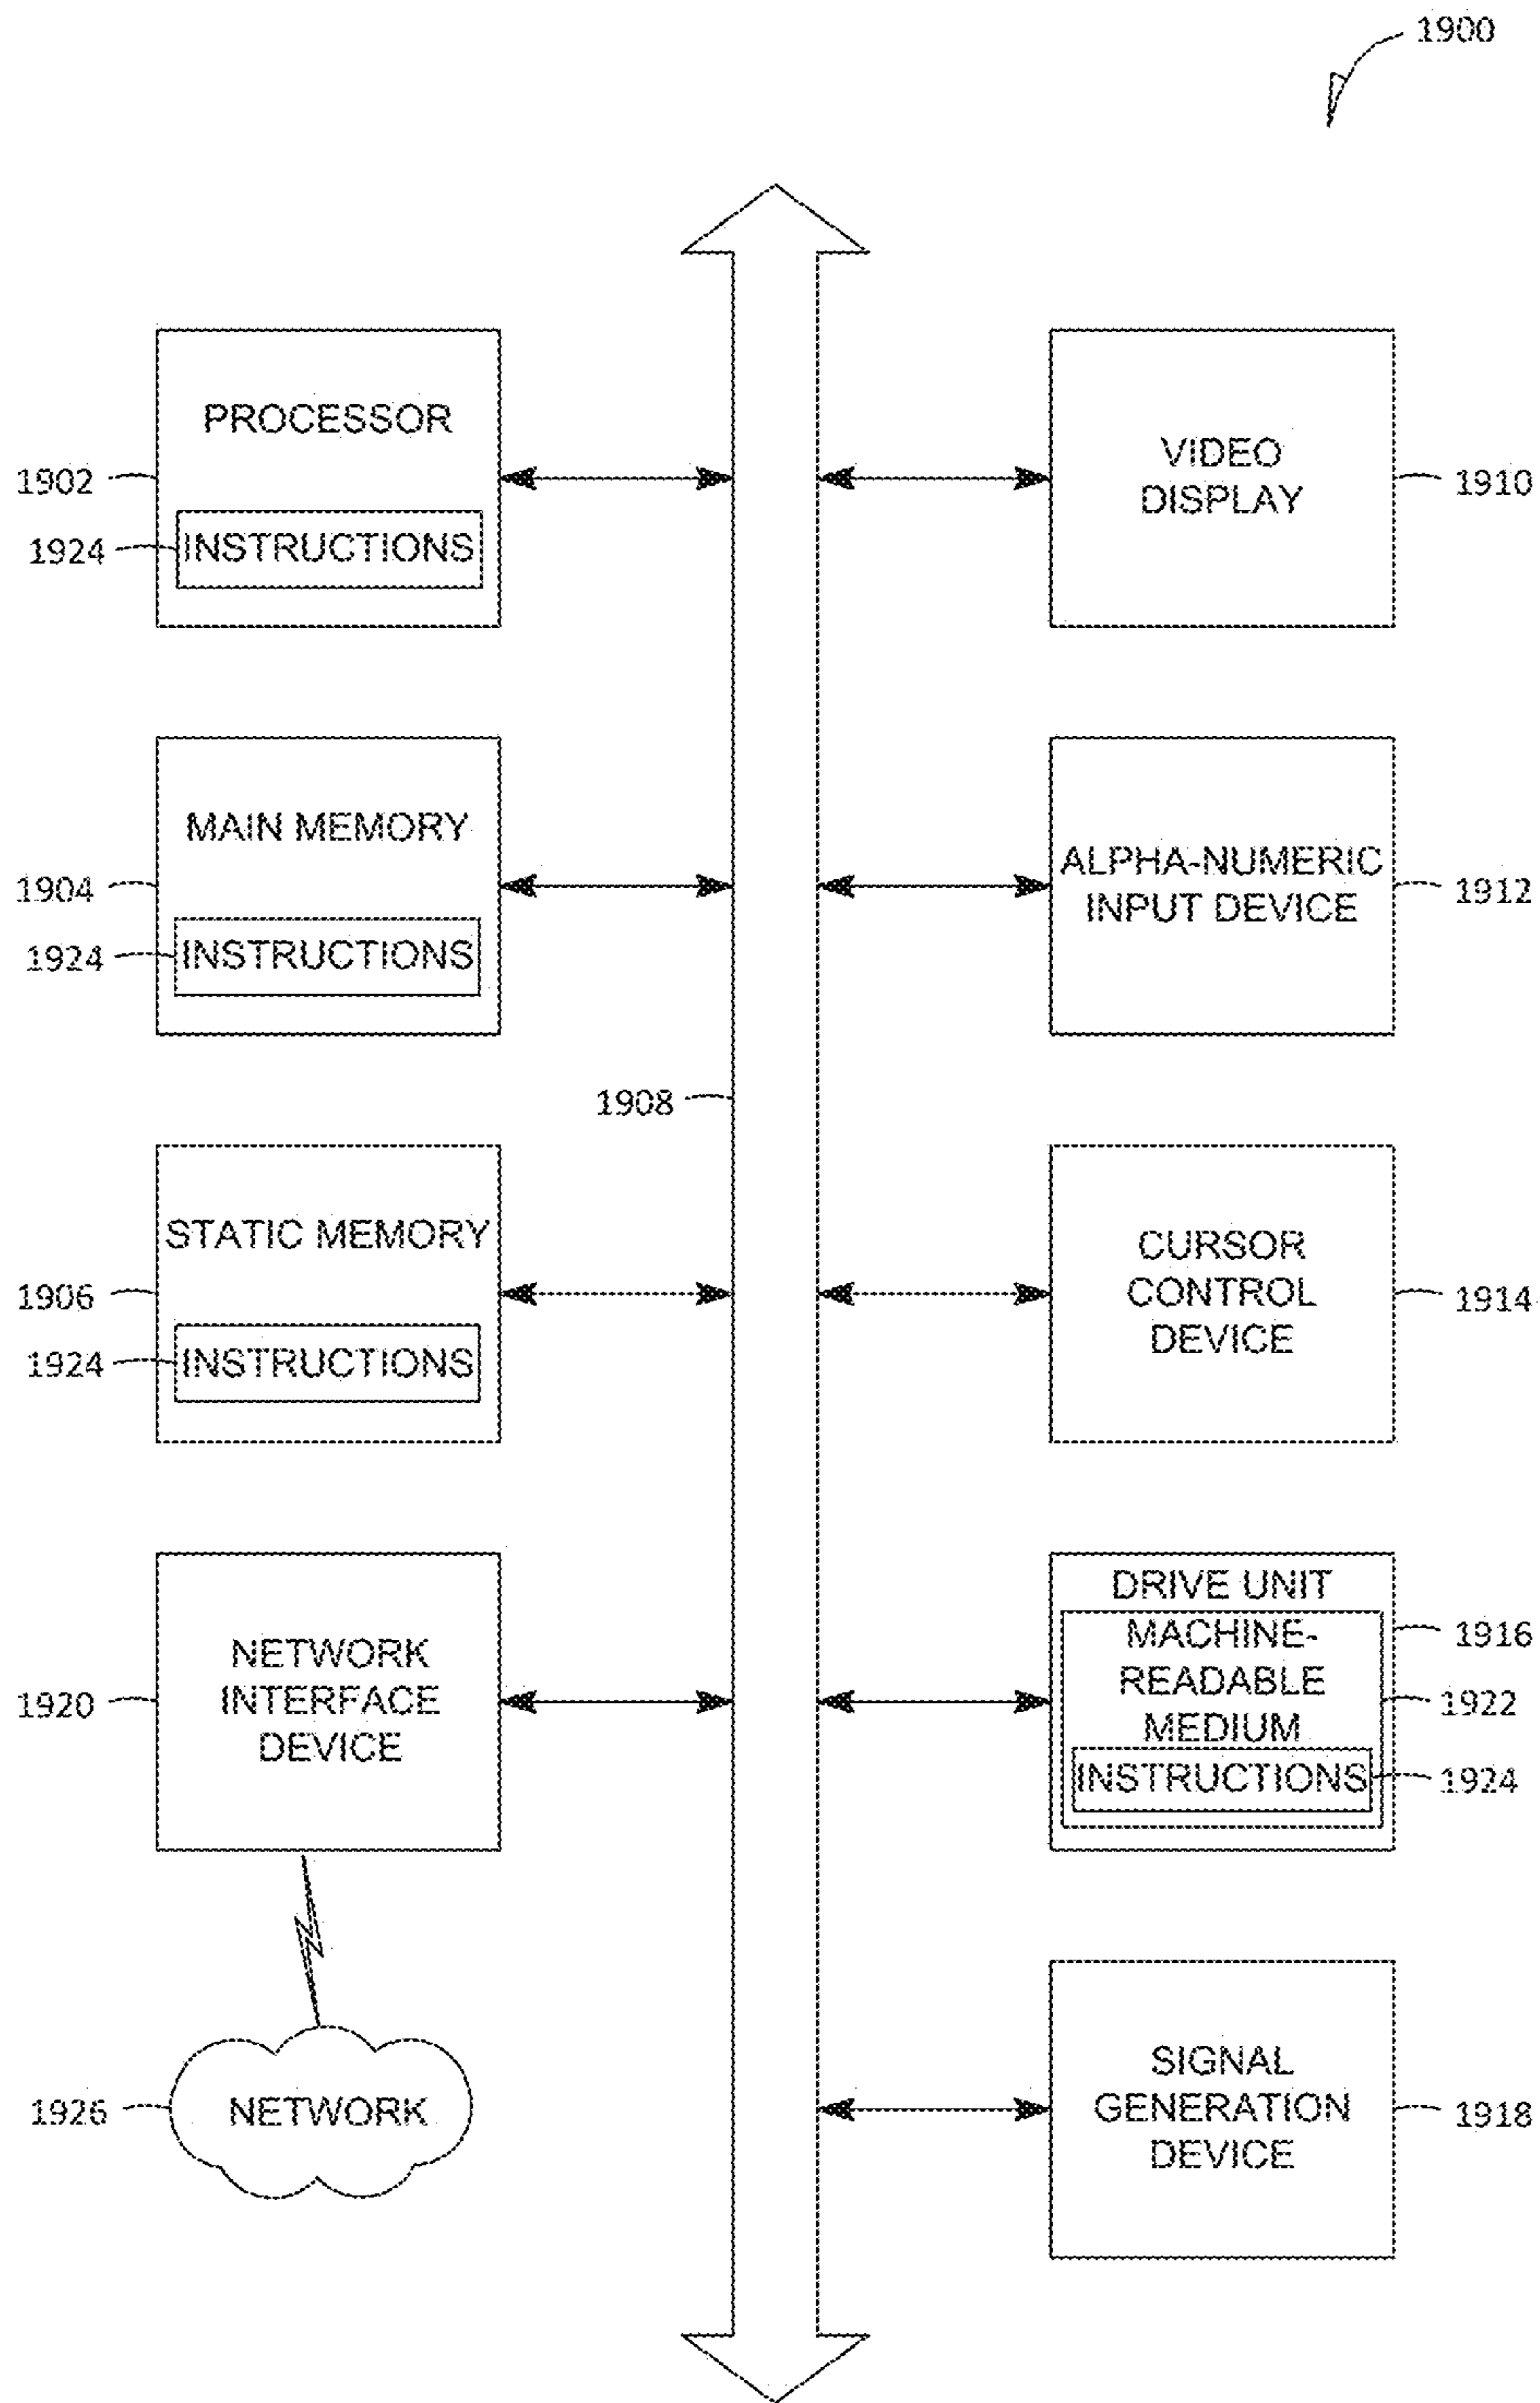 1900
PROCESSOR
1902
1924
INSTRUCTIONS
VIDEO
DISPLAY
1910
MAIN MEMORY
1904
1924
INSTRUCTIONS
ALPHA-NUMERIC
INPUT DEVICE
1912
1908
STATIC MEMORY
1906
1924
INSTRUCTIONS
CURSOR
CONTROL
DEVICE
1914
NETWORK
INTERFACE
DEVICE
1920
DRIVE UNIT
1916
MACHINE-
READABLE
MEDIUM
1922
INSTRUCTIONS
1924
NETWORK
1926
SIGNAL
GENERATION
DEVICE
1918